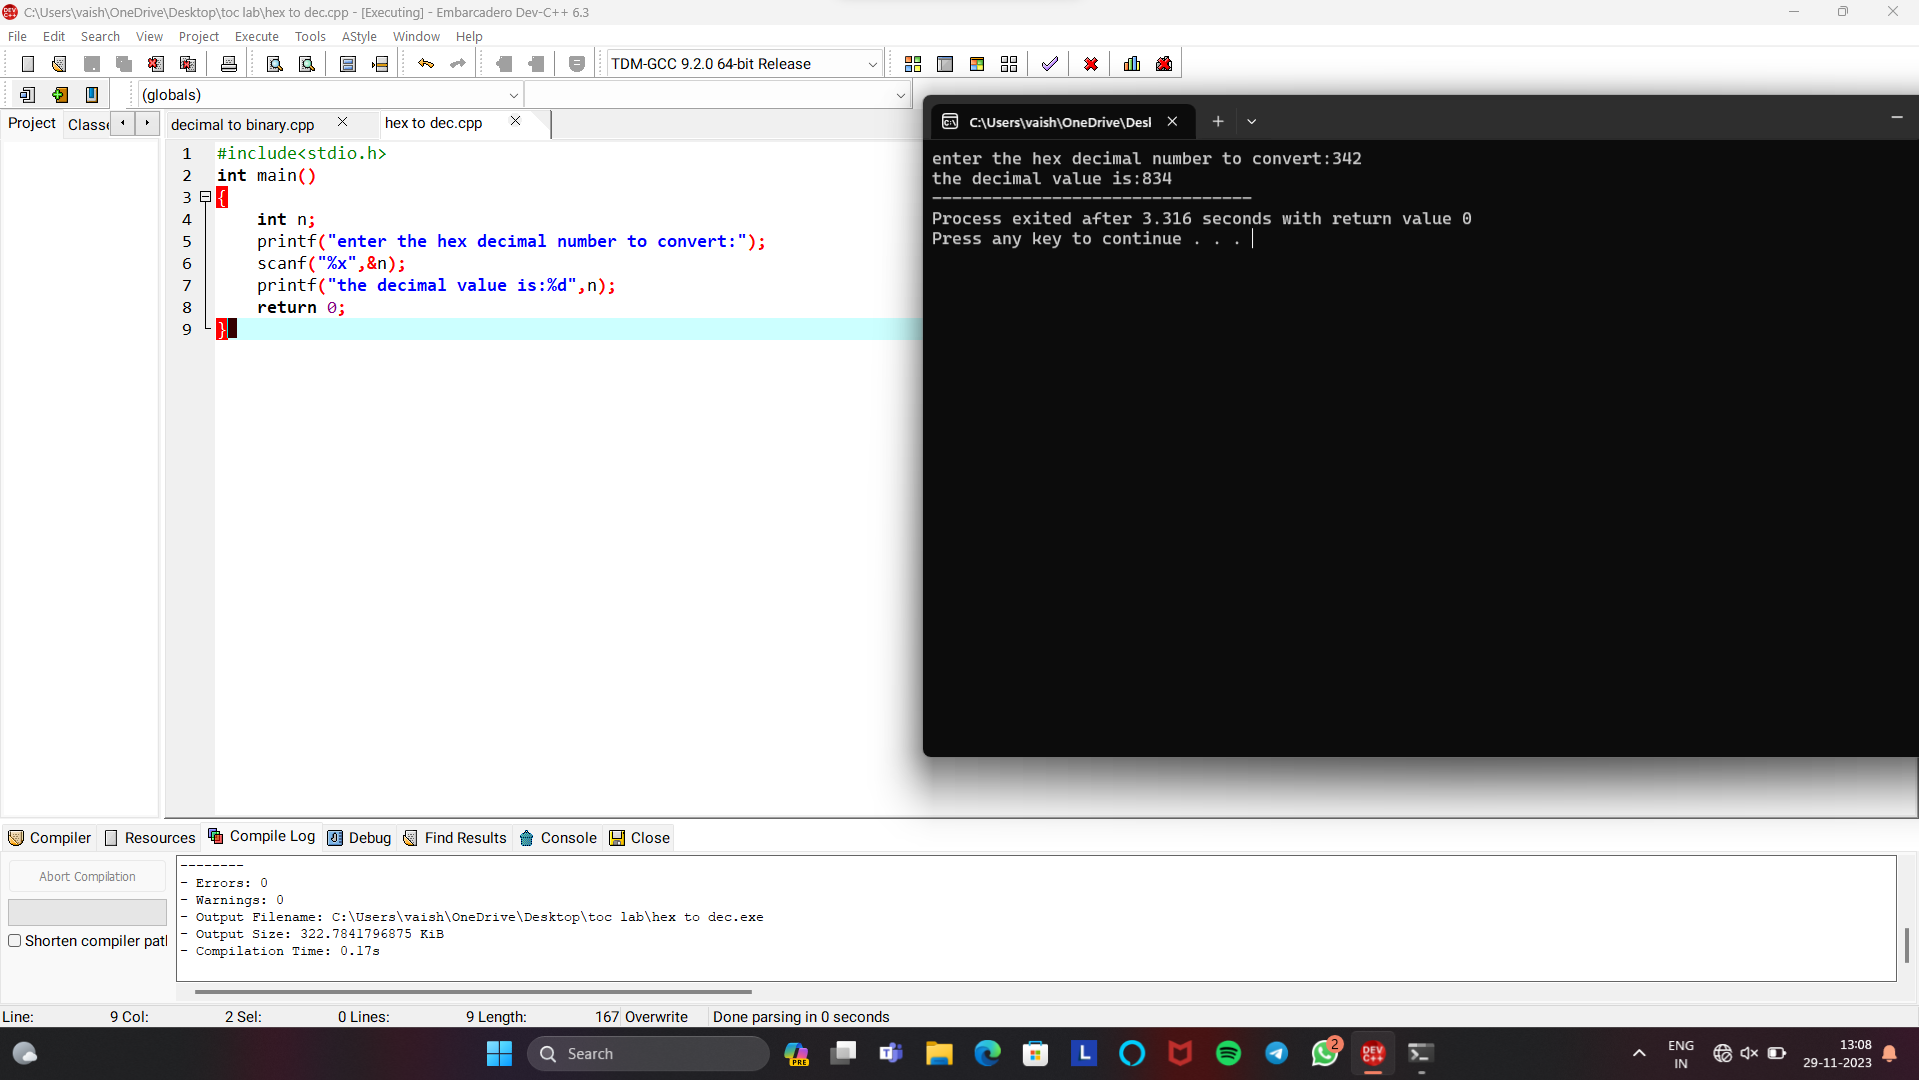 C:\Users\vaish\OneDrive\Desktop\toc lab\hex to dec.cpp - [Executing] - Embarcadero Dev-C++ 6.3
File Edit Search View Project Execute Tools AStyle Window Help
TDM-GCC 9.2.0 64-bit Release
(globals)
Project Classe
decimal to binary.cpp hex to dec.cpp
1 #include<stdio.h>
2 int main()
3 {
4 int n;
5 printf("enter the hex decimal number to convert:");
6 scanf("%x",&n);
7 printf("the decimal value is:%d",n);
8 return 0;
9 }
C:\Users\vaish\OneDrive\Desl
enter the hex decimal number to convert:342
the decimal value is:834
--------------------------------
Process exited after 3.316 seconds with return value 0
Press any key to continue . . .
Compiler Resources Compile Log Debug Find Results Console Close
Abort Compilation
Shorten compiler patl
--------
- Errors: 0
- Warnings: 0
- Output Filename: C:\Users\vaish\OneDrive\Desktop\toc lab\hex to dec.exe
- Output Size: 322.7841796875 KiB
- Compilation Time: 0.17s
Line: 9 Col: 2 Sel: 0 Lines: 9 Length: 167 Overwrite Done parsing in 0 seconds
Search
PRE
L
2
DEV C++
ENG
IN
13:08
29-11-2023